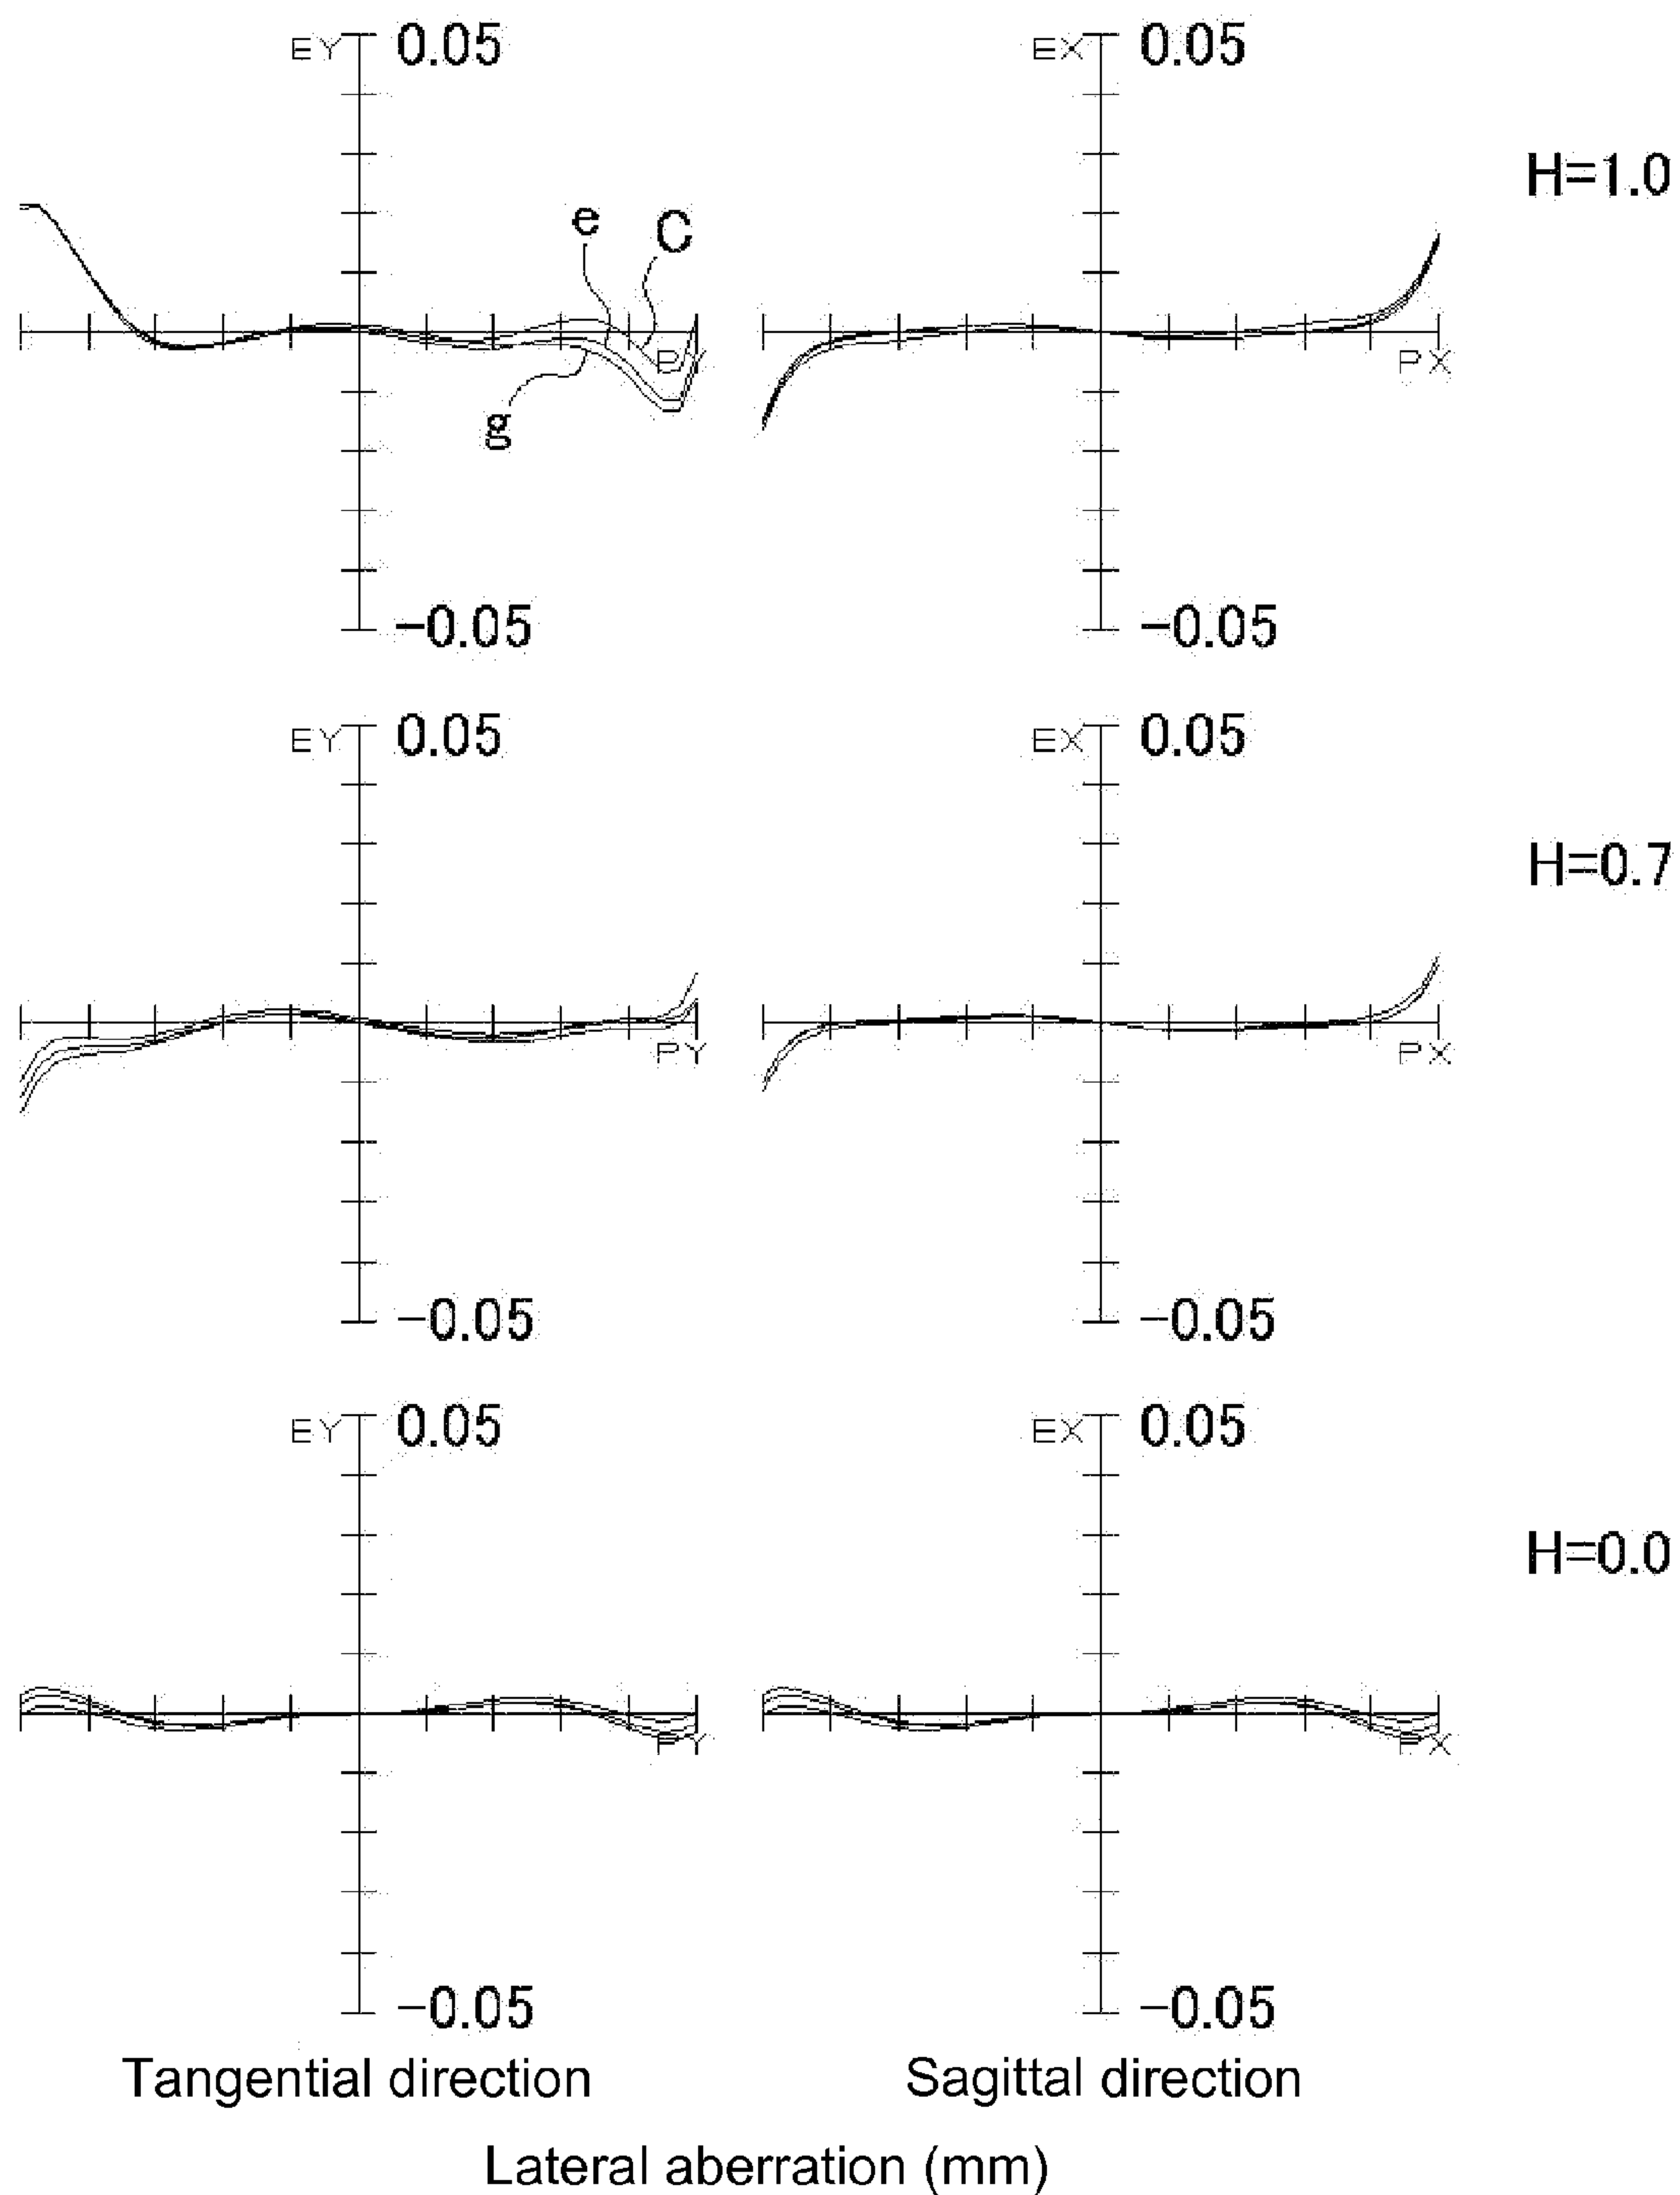 EY 0.05 EX 0.05
H=1.0
e C
PY PX
g
-0.05 -0.05
EY 0.05 EX 0.05
H=0.7
PY PX
-0.05 -0.05
EY 0.05 EX 0.05
H=0.0
PY PX
-0.05 -0.05
Tangential direction Sagittal direction
Lateral aberration (mm)